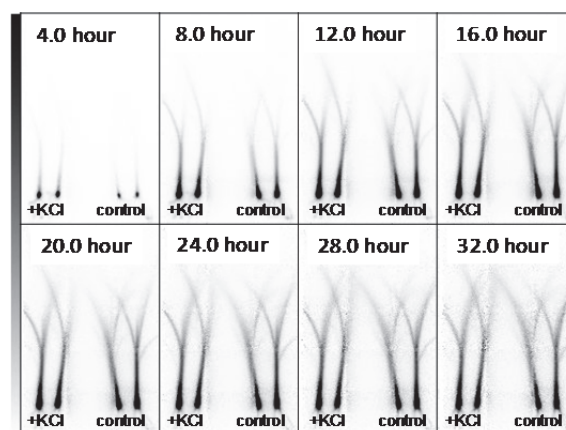 4.0 hour
8.0 hour
12.0 hour
16.0 hour
+KCl control
+KCl control
+KCl control
+KCl control
20.0 hour
24.0 hour
28.0 hour
32.0 hour
+KCl control
+KCl control
+KCl control
+KCl control